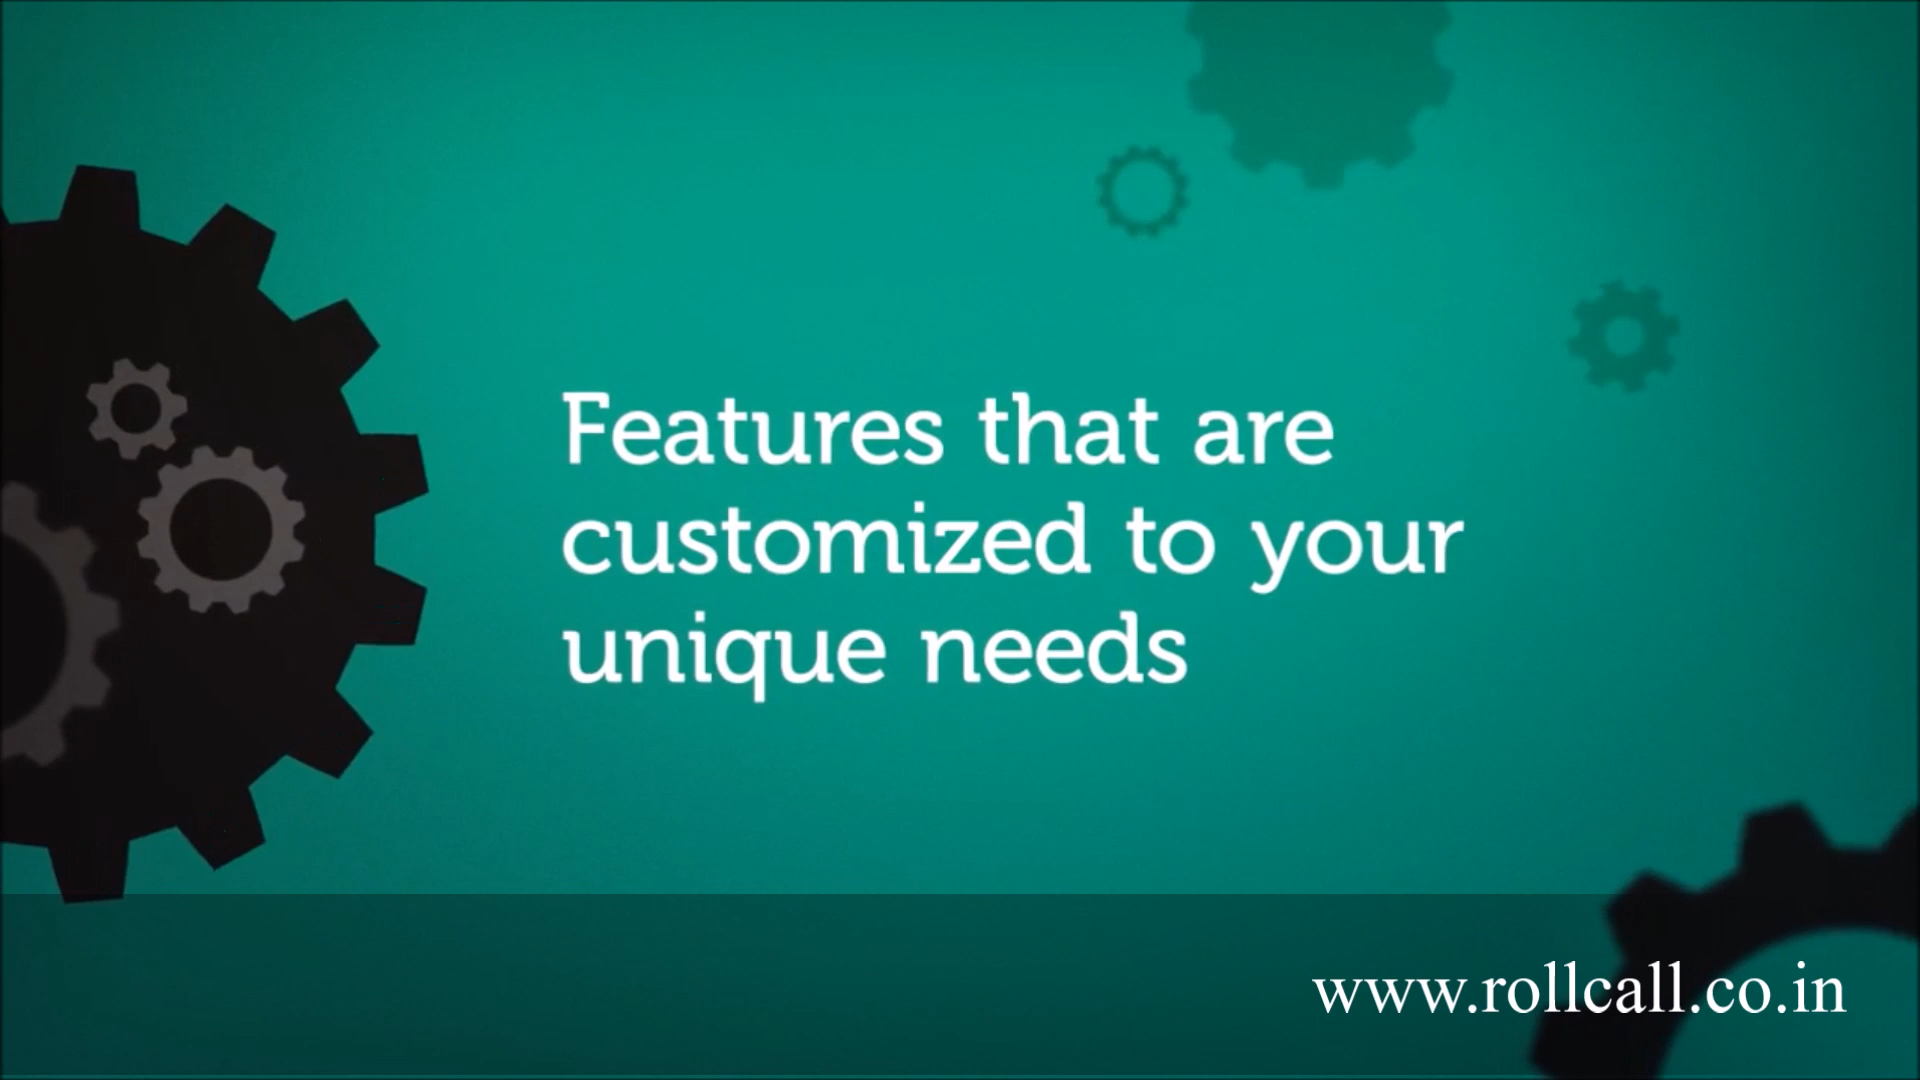 Features that are
customized to your
unique needs
www.rollcall.co.in